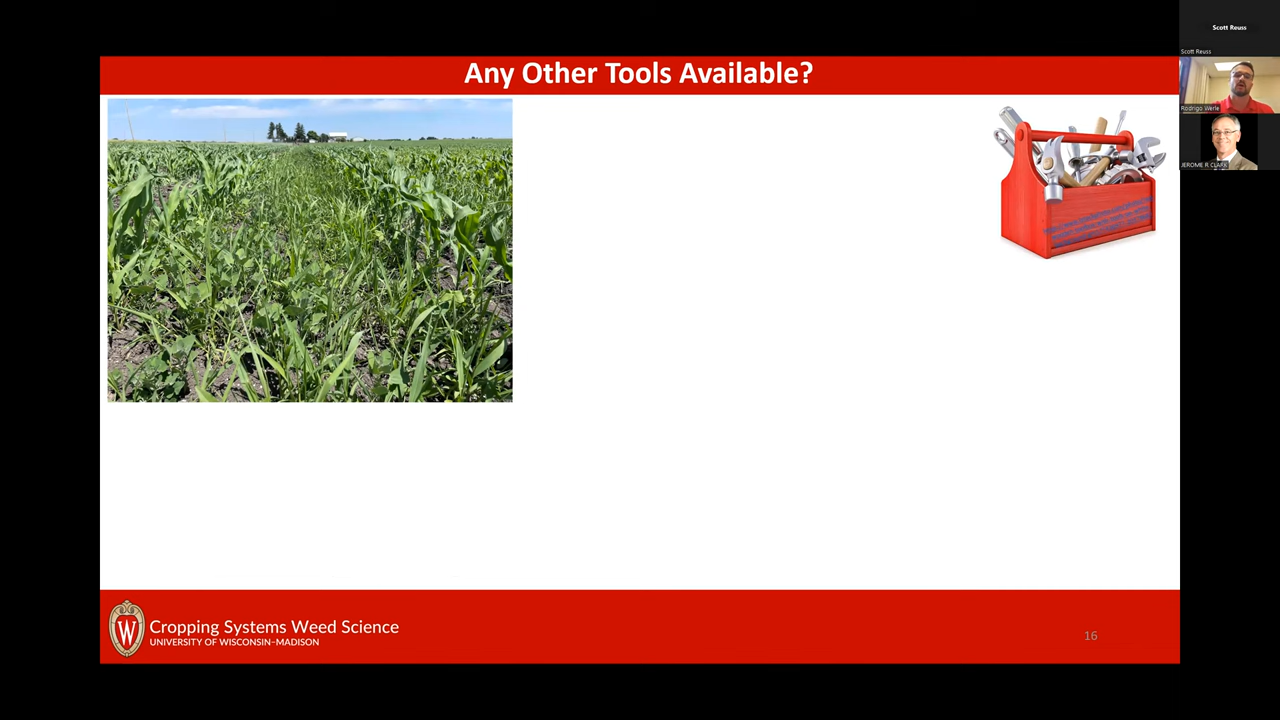 Any Other Tools Available?
Scott Reuss
Scott Reuss
Rodrigo Werle
JEROME R CLARK
W
Cropping Systems Weed Science
UNIVERSITY OF WISCONSIN–MADISON
16